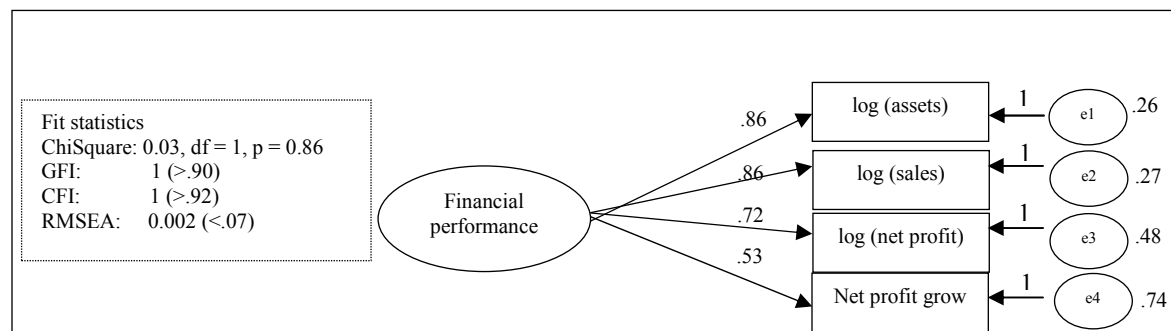 Fit statistics
ChiSquare: 0.03, df = 1, p = 0.86
GFI: 1 (>.90)
CFI: 1 (>.92)
RMSEA: 0.002 (<.07)
Financial
performance
.86
.86
.72
.53
log (assets)
1
e1
.26
log (sales)
1
e2
.27
log (net profit)
1
e3
.48
Net profit grow
1
e4
.74